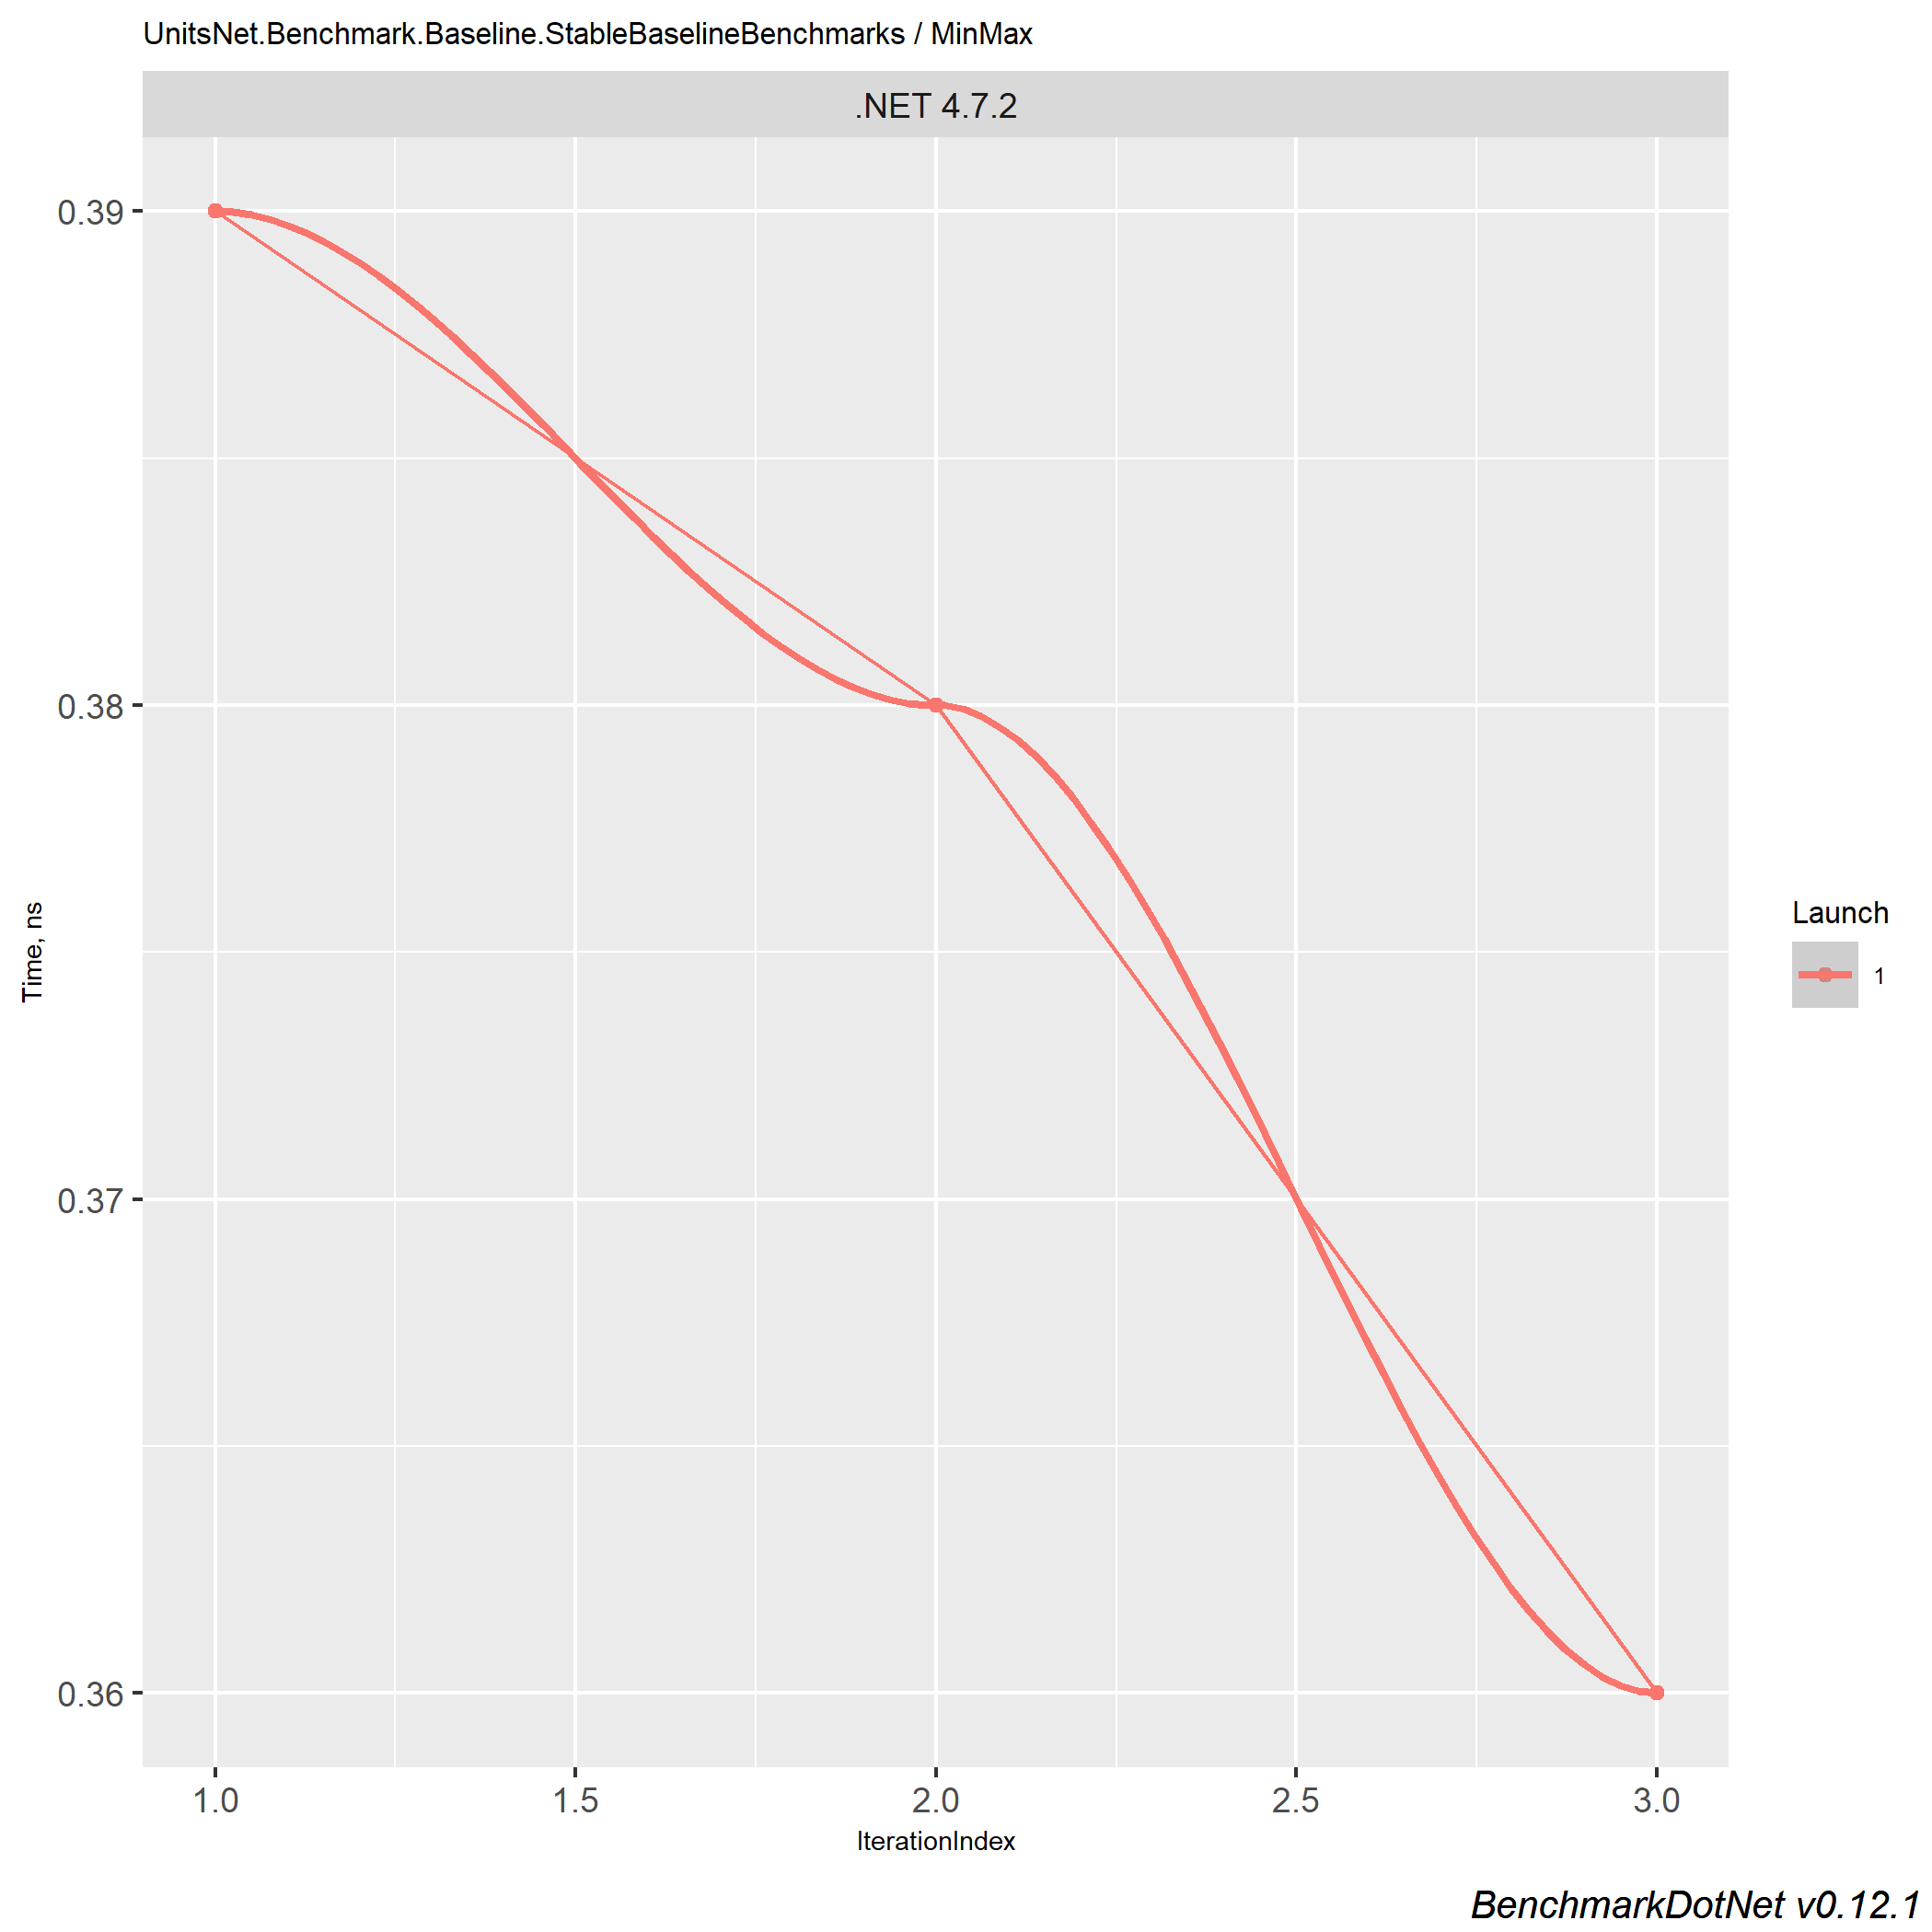 UnitsNet.Benchmark.Baseline.StableBaselineBenchmarks / MinMax
.NET 4.7.2
0.39
0.38
0.37
0.36
Time, ns
1.0 1.5 2.0 2.5 3.0
IterationIndex
Launch
1
BenchmarkDotNet v0.12.1